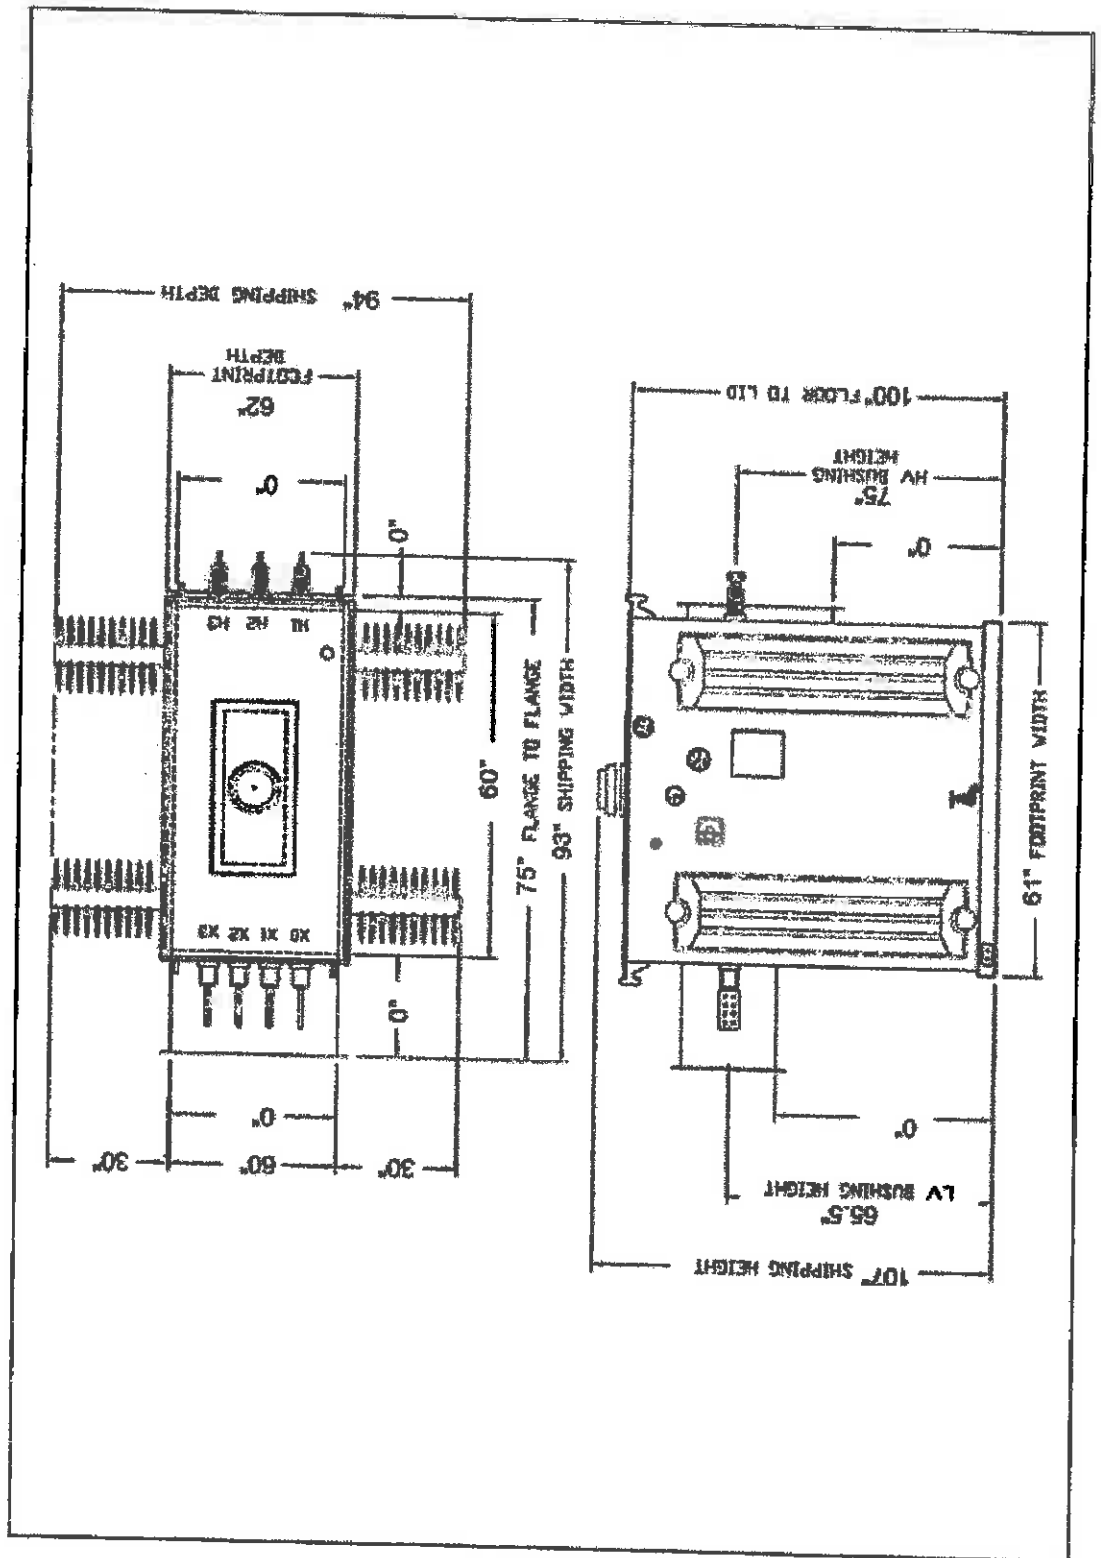 94" SHIPPING DEPTH
62"
FOOTPRINT
DEPTH
0"
0"
H3 H2 H1
60"
75" FLANGE TO FLANGE
93" SHIPPING WIDTH
X3 X2 X1 X0
0"
0"
30"
60"
30"
100" FLOOR TO LID
75"
HV BUSHING
HEIGHT
0"
61" FOOTPRINT WIDTH
0"
65.5"
LV BUSHING HEIGHT
107" SHIPPING HEIGHT